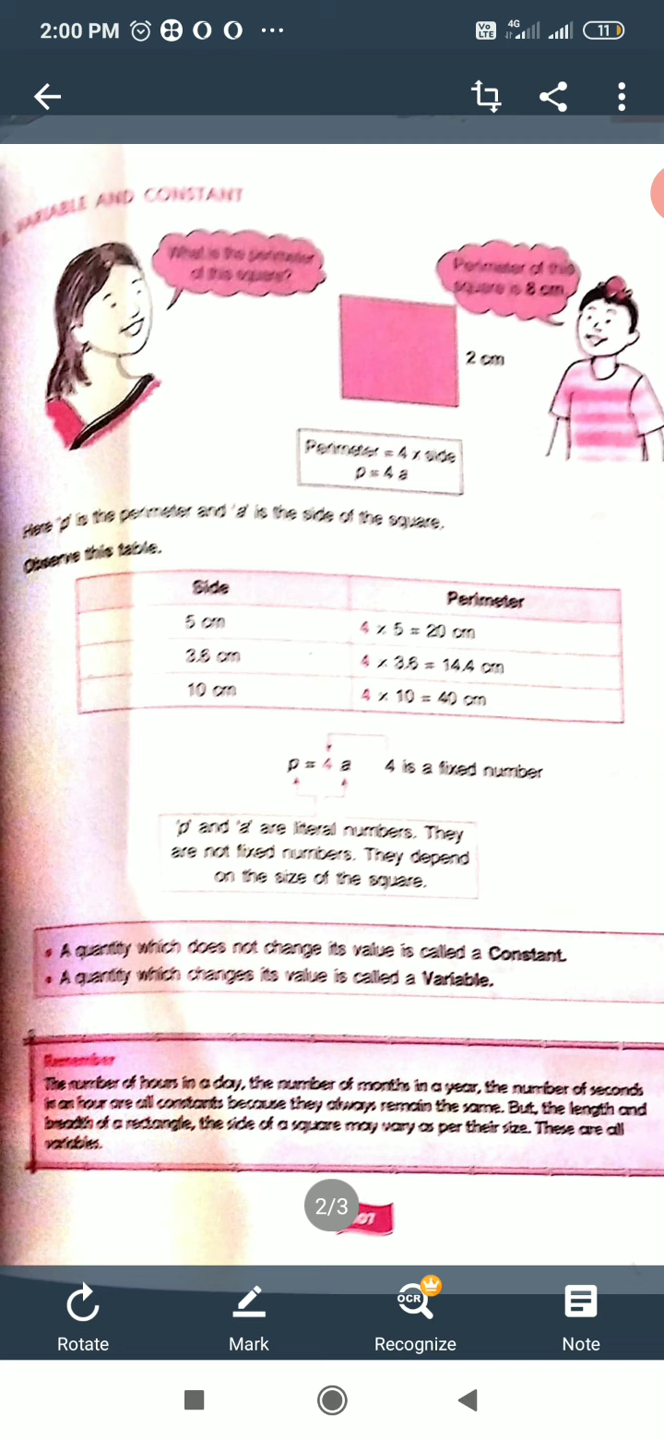 2:00 PM
Vo LTE 4G 11
VARIABLE AND CONSTANT
What is the perimeter
of this square?
Perimeter of this
square is 8 cm
2 cm
Perimeter = 4 x side
p = 4 a
Here 'p' is the perimeter and 'a' is the side of the square.
Observe this table.
Side Perimeter
5 cm 4 × 5 = 20 cm
3.6 cm 4 × 3.6 = 14.4 cm
10 cm 4 × 10 = 40 cm
p = 4 a 4 is a fixed number
'p' and 'a' are literal numbers. They
are not fixed numbers. They depend
on the size of the square.
• A quantity which does not change its value is called a Constant.
• A quantity which changes its value is called a Variable.
Remember
The number of hours in a day, the number of months in a year, the number of seconds
in an hour are all constants because they always remain the same. But, the length and
breadth of a rectangle, the side of a square may vary as per their size. These are all
variables.
2/3
OCR
Rotate Mark Recognize Note